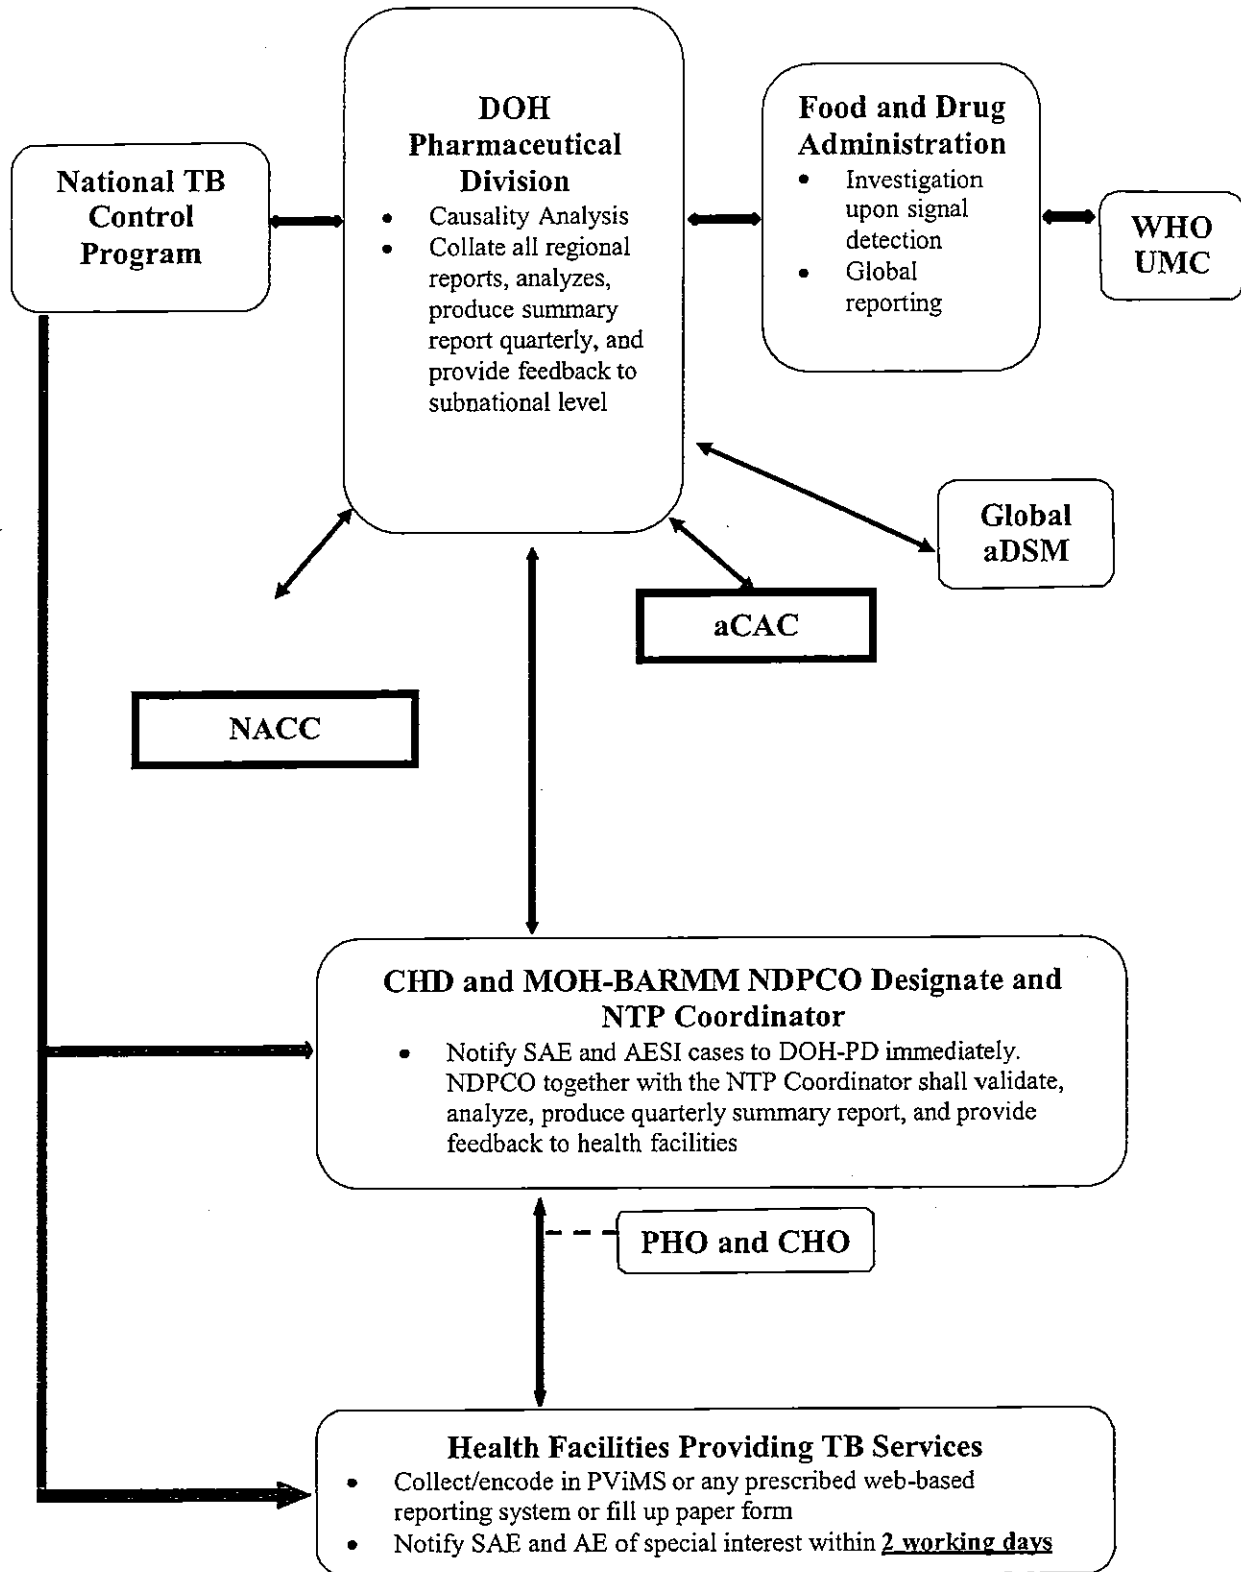 National TB
Control
Program
DOH
Pharmaceutical
Division
• Causality Analysis
• Collate all regional
reports, analyzes,
produce summary
report quarterly, and
provide feedback to
subnational level
Food and Drug
Administration
• Investigation
upon signal
detection
• Global
reporting
WHO
UMC
Global
aDSM
aCAC
NACC
CHD and MOH-BARMM NDPCO Designate and
NTP Coordinator
• Notify SAE and AESI cases to DOH-PD immediately.
NDPCO together with the NTP Coordinator shall validate,
analyze, produce quarterly summary report, and provide
feedback to health facilities
PHO and CHO
Health Facilities Providing TB Services
• Collect/encode in PViMS or any prescribed web-based
reporting system or fill up paper form
• Notify SAE and AE of special interest within 2 working days